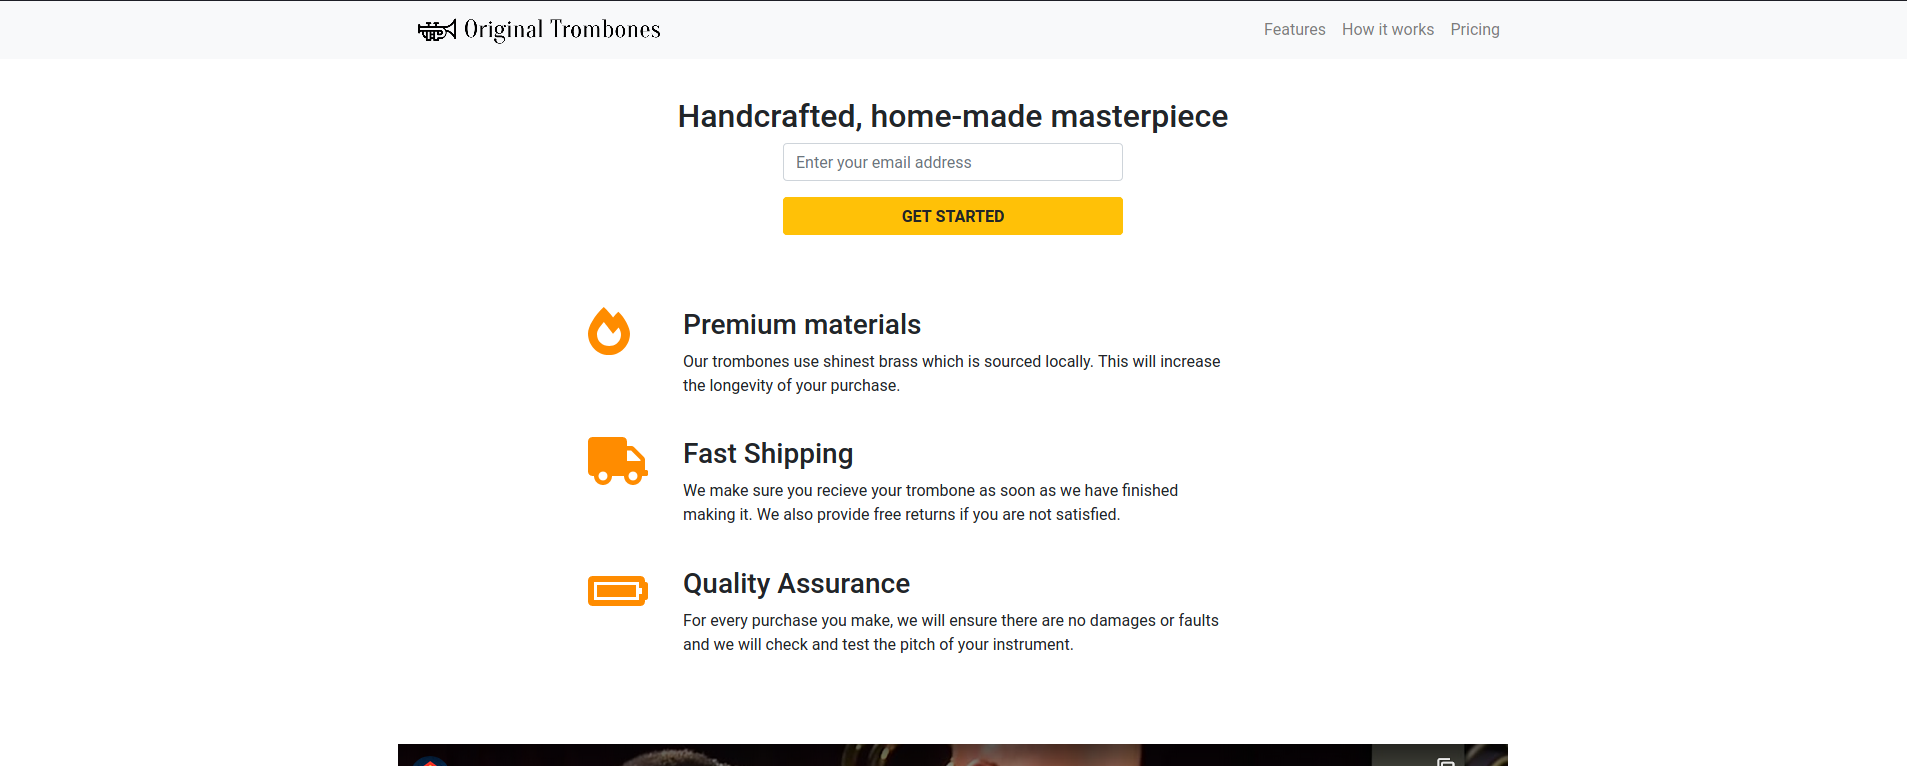 Original Trombones
Features How it works Pricing
Handcrafted, home-made masterpiece
Enter your email address
GET STARTED
Premium materials
Our trombones use shinest brass which is sourced locally. This will increase
the longevity of your purchase.
Fast Shipping
We make sure you recieve your trombone as soon as we have finished
making it. We also provide free returns if you are not satisfied.
Quality Assurance
For every purchase you make, we will ensure there are no damages or faults
and we will check and test the pitch of your instrument.